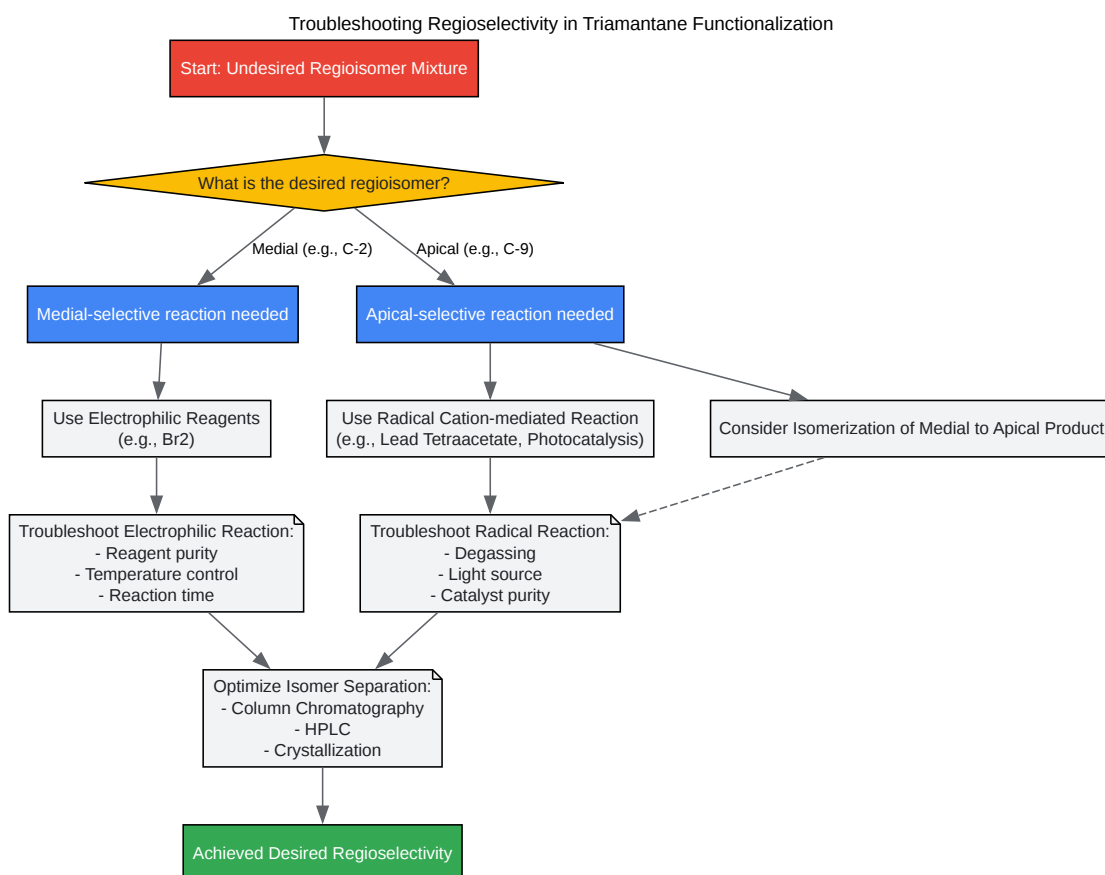 Troubleshooting Regioselectivity in Triamantane Functionalization
Start: Undesired Regioisomer Mixture
What is the desired regioisomer?
Medial (e.g., C-2)
Apical (e.g., C-9)
Medial-selective reaction needed
Apical-selective reaction needed
Use Electrophilic Reagents
(e.g., Br2)
Use Radical Cation-mediated Reaction
(e.g., Lead Tetraacetate, Photocatalysis)
Consider Isomerization of Medial to Apical Product
Troubleshoot Electrophilic Reaction:
- Reagent purity
- Temperature control
- Reaction time
Troubleshoot Radical Reaction:
- Degassing
- Light source
- Catalyst purity
Optimize Isomer Separation:
- Column Chromatography
- HPLC
- Crystallization
Achieved Desired Regioselectivity